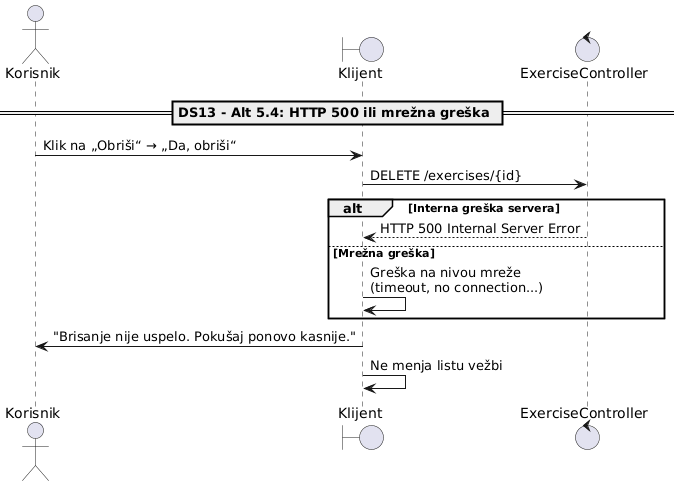 Korisnik
Klijent
ExerciseController
DS13 - Alt 5.4: HTTP 500 ili mrežna greška
Klik na „Obriši“ → „Da, obriši“
DELETE /exercises/{id}
alt
[Interna greška servera]
HTTP 500 Internal Server Error
[Mrežna greška]
Greška na nivou mreže
(timeout, no connection...)
"Brisanje nije uspelo. Pokušaj ponovo kasnije."
Ne menja listu vežbi
Korisnik
Klijent
ExerciseController